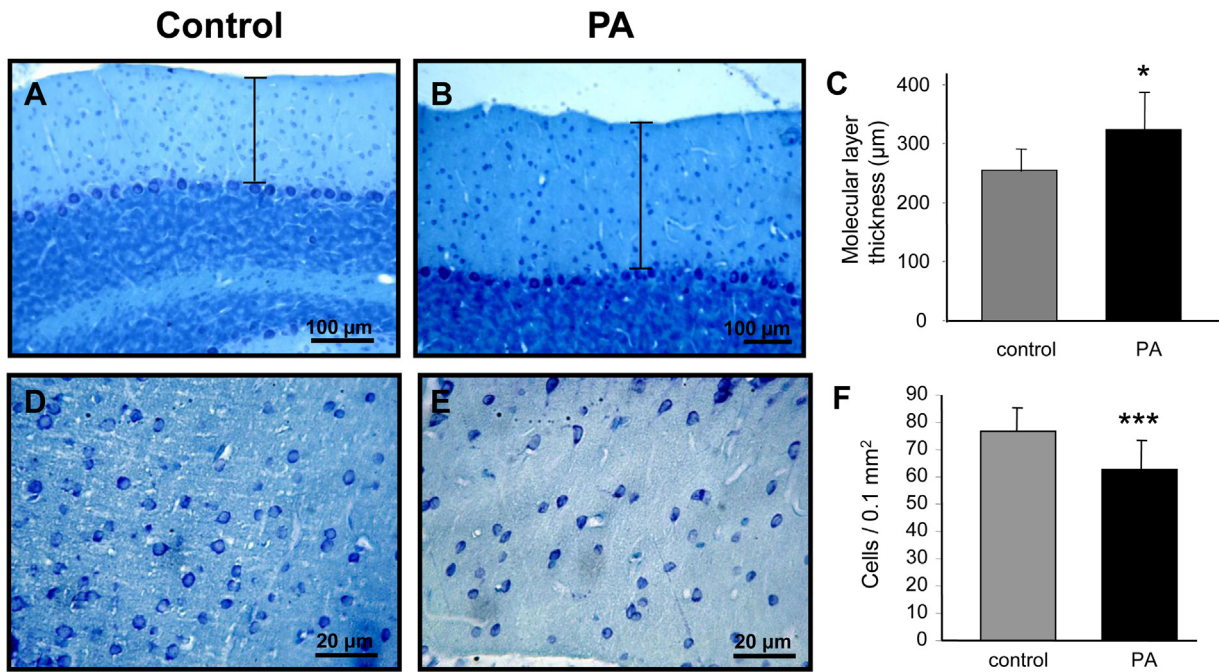 Control
PA
A
100 µm
B
100 µm
C
Molecular layer
thickness (µm)
400
300
200
100
0
*
control
PA
D
20 µm
E
20 µm
F
Cells / 0.1 mm²
90
80
70
60
50
40
30
20
10
0
***
control
PA